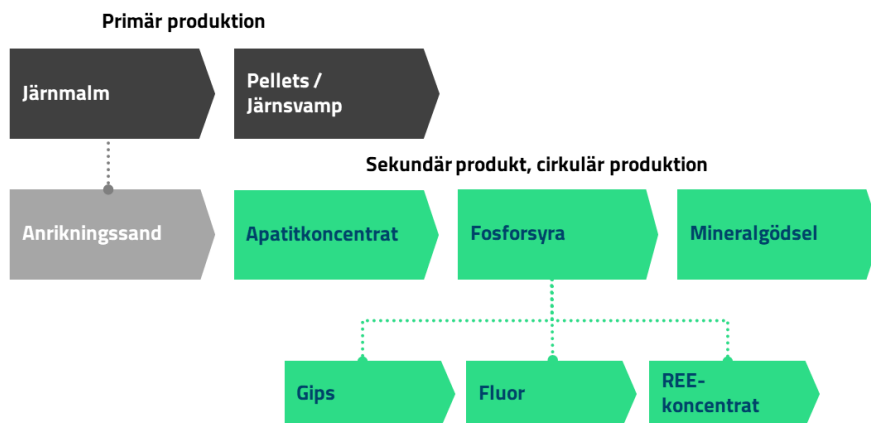 Primär produktion
Järnmalm
Pellets /
Järnsvamp
Sekundär produkt, cirkulär produktion
Anrikningssand
Apatitkoncentrat
Fosforsyra
Mineralgödsel
Gips
Fluor
REE-
koncentrat